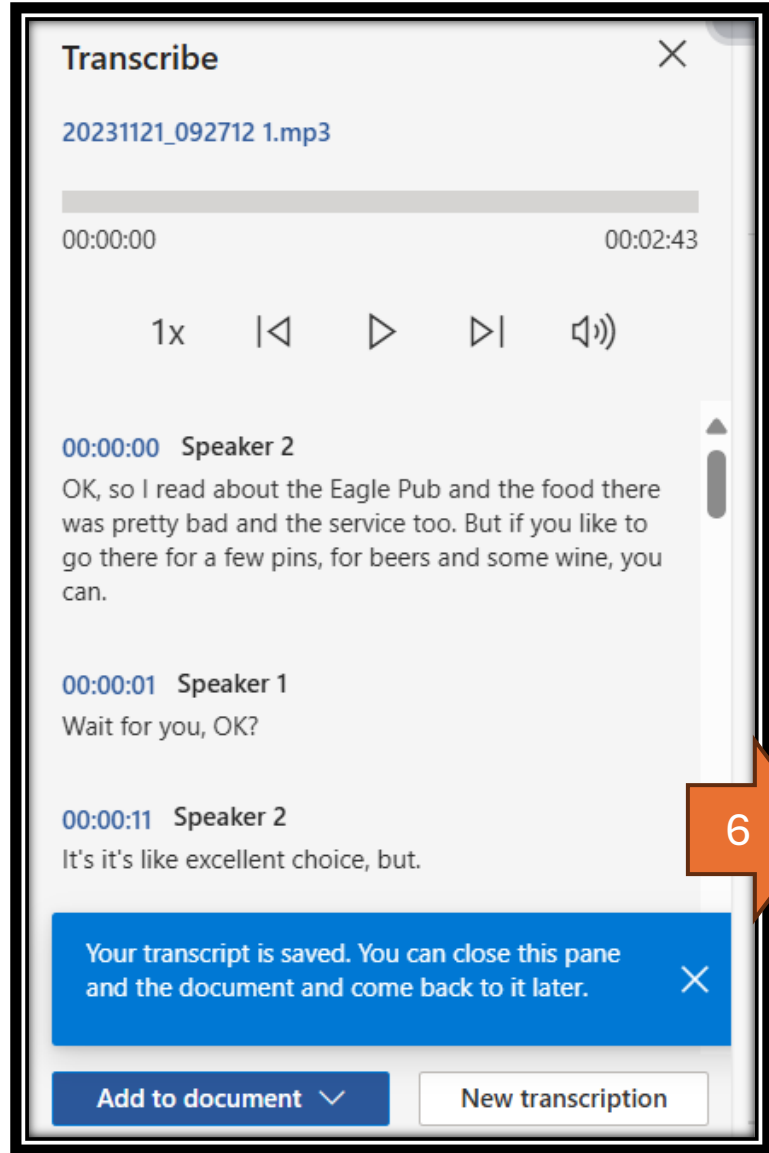 Transcribe
20231121_092712 1.mp3
00:00:00 00:02:43
1x
00:00:00 Speaker 2
OK, so I read about the Eagle Pub and the food there
was pretty bad and the service too. But if you like to
go there for a few pins, for beers and some wine, you
can.
00:00:01 Speaker 1
Wait for you, OK?
00:00:11 Speaker 2
It's it's like excellent choice, but.
6
Your transcript is saved. You can close this pane
and the document and come back to it later.
Add to document New transcription